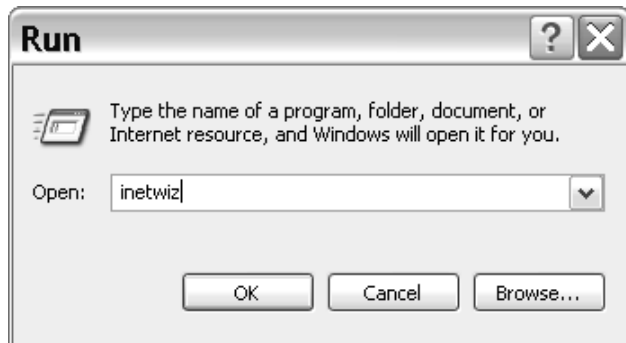 Run
Type the name of a program, folder, document, or
Internet resource, and Windows will open it for you.
Open: inetwiz
OK Cancel Browse...